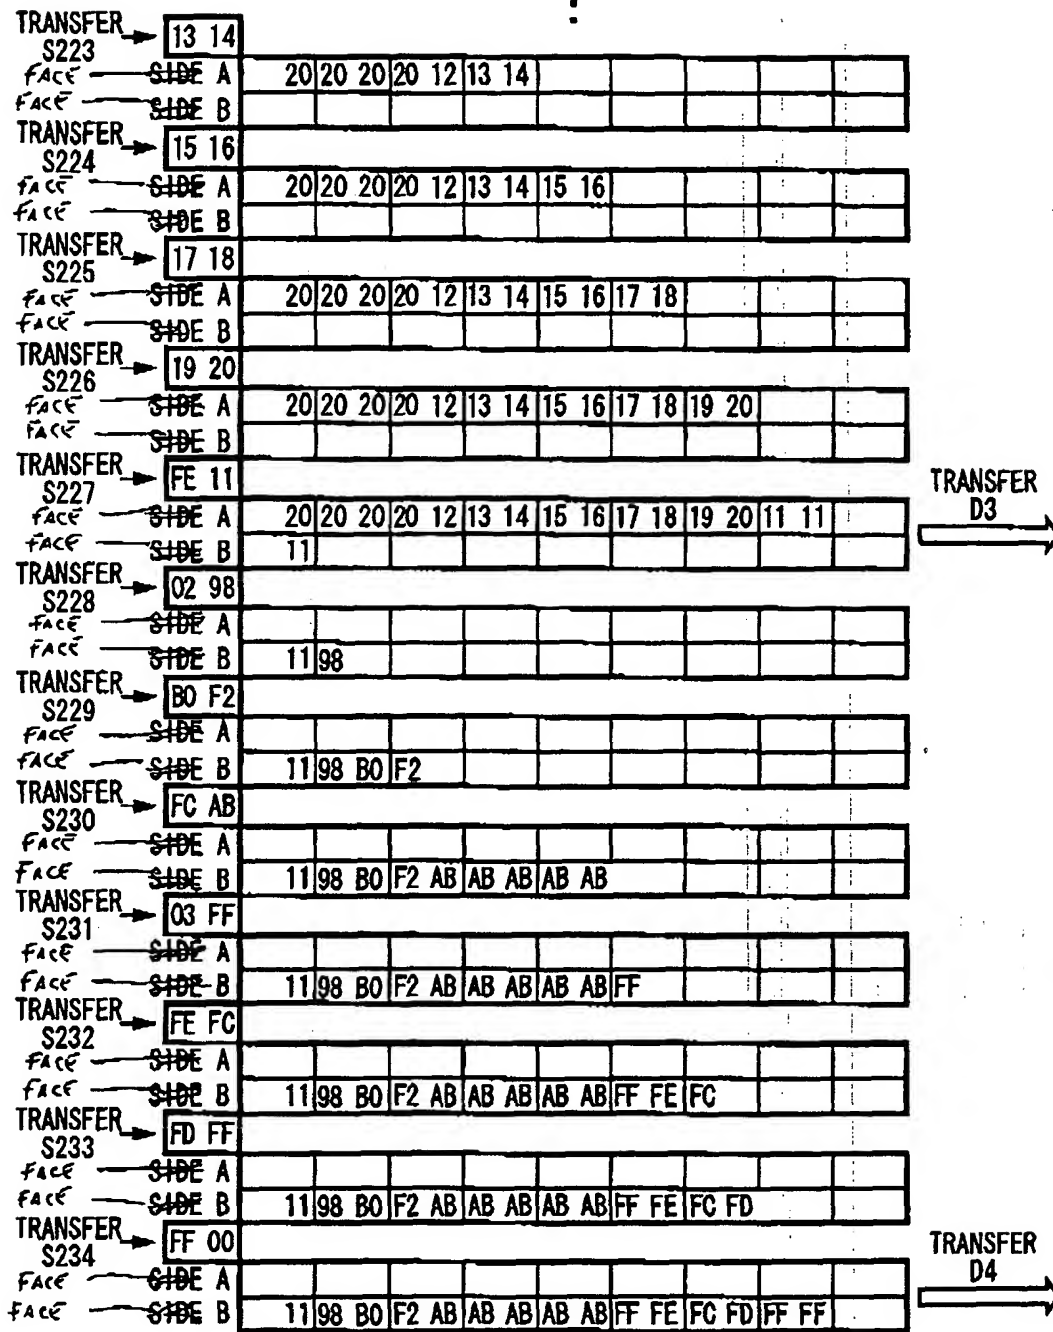 TRANSFER S223 13 14
FACE SIDE A 20 20 20 20 12 13 14
FACE SIDE B
TRANSFER S224 15 16
FACE SIDE A 20 20 20 20 12 13 14 15 16
FACE SIDE B
TRANSFER S225 17 18
FACE SIDE A 20 20 20 20 12 13 14 15 16 17 18
FACE SIDE B
TRANSFER S226 19 20
FACE SIDE A 20 20 20 20 12 13 14 15 16 17 18 19 20
FACE SIDE B
TRANSFER S227 FE 11
TRANSFER D3
FACE SIDE A 20 20 20 20 12 13 14 15 16 17 18 19 20 11 11
FACE SIDE B 11
TRANSFER S228 02 98
FACE SIDE A
FACE SIDE B 11 98
TRANSFER S229 B0 F2
FACE SIDE A
FACE SIDE B 11 98 B0 F2
TRANSFER S230 FC AB
FACE SIDE A
FACE SIDE B 11 98 B0 F2 AB AB AB AB AB
TRANSFER S231 03 FF
FACE SIDE A
FACE SIDE B 11 98 B0 F2 AB AB AB AB AB FF
TRANSFER S232 FE FC
FACE SIDE A
FACE SIDE B 11 98 B0 F2 AB AB AB AB AB FF FE FC
TRANSFER S233 FD FF
FACE SIDE A
FACE SIDE B 11 98 B0 F2 AB AB AB AB AB FF FE FC FD
TRANSFER S234 FF 00
TRANSFER D4
FACE SIDE A
FACE SIDE B 11 98 B0 F2 AB AB AB AB AB FF FE FC FD FF FF